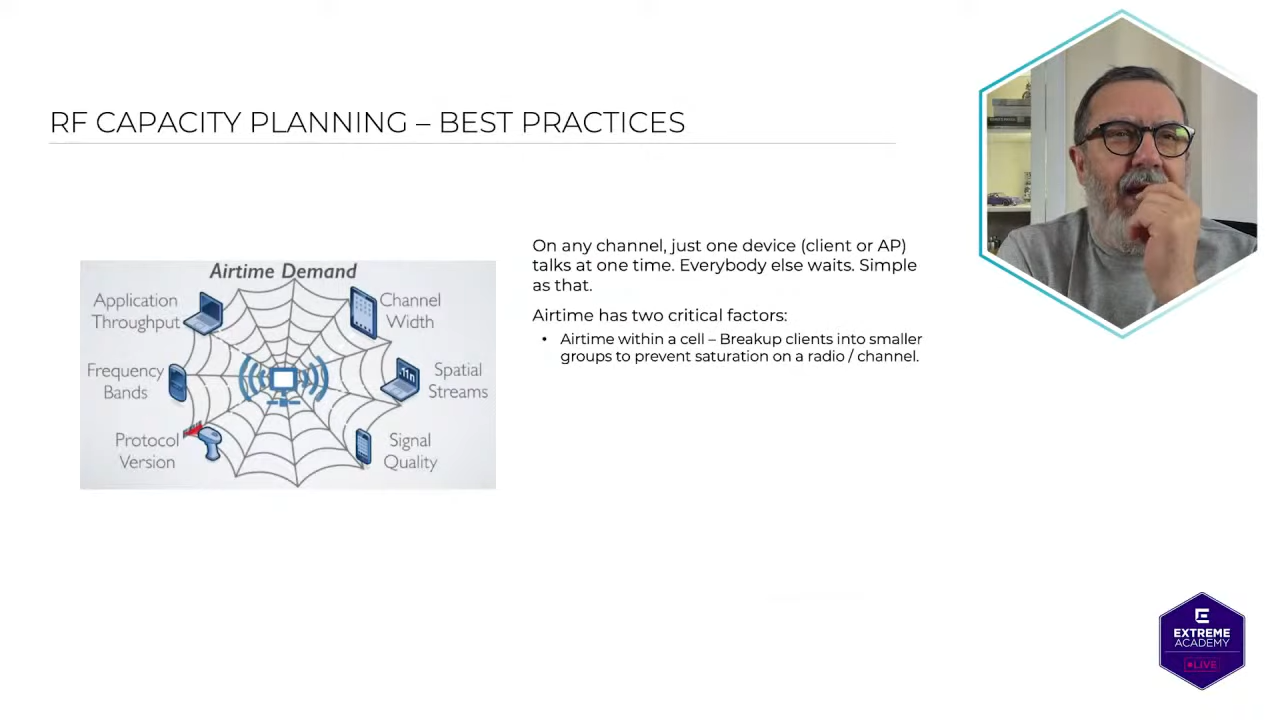 RF CAPACITY PLANNING – BEST PRACTICES
Airtime Demand
Application
Throughput
Channel
Width
Frequency
Bands
11n
Spatial
Streams
Protocol
Version
Signal
Quality
On any channel, just one device (client or AP)
talks at one time. Everybody else waits. Simple
as that.
Airtime has two critical factors:
• Airtime within a cell – Breakup clients into smaller
groups to prevent saturation on a radio / channel.
EXTREME
ACADEMY
LIVE